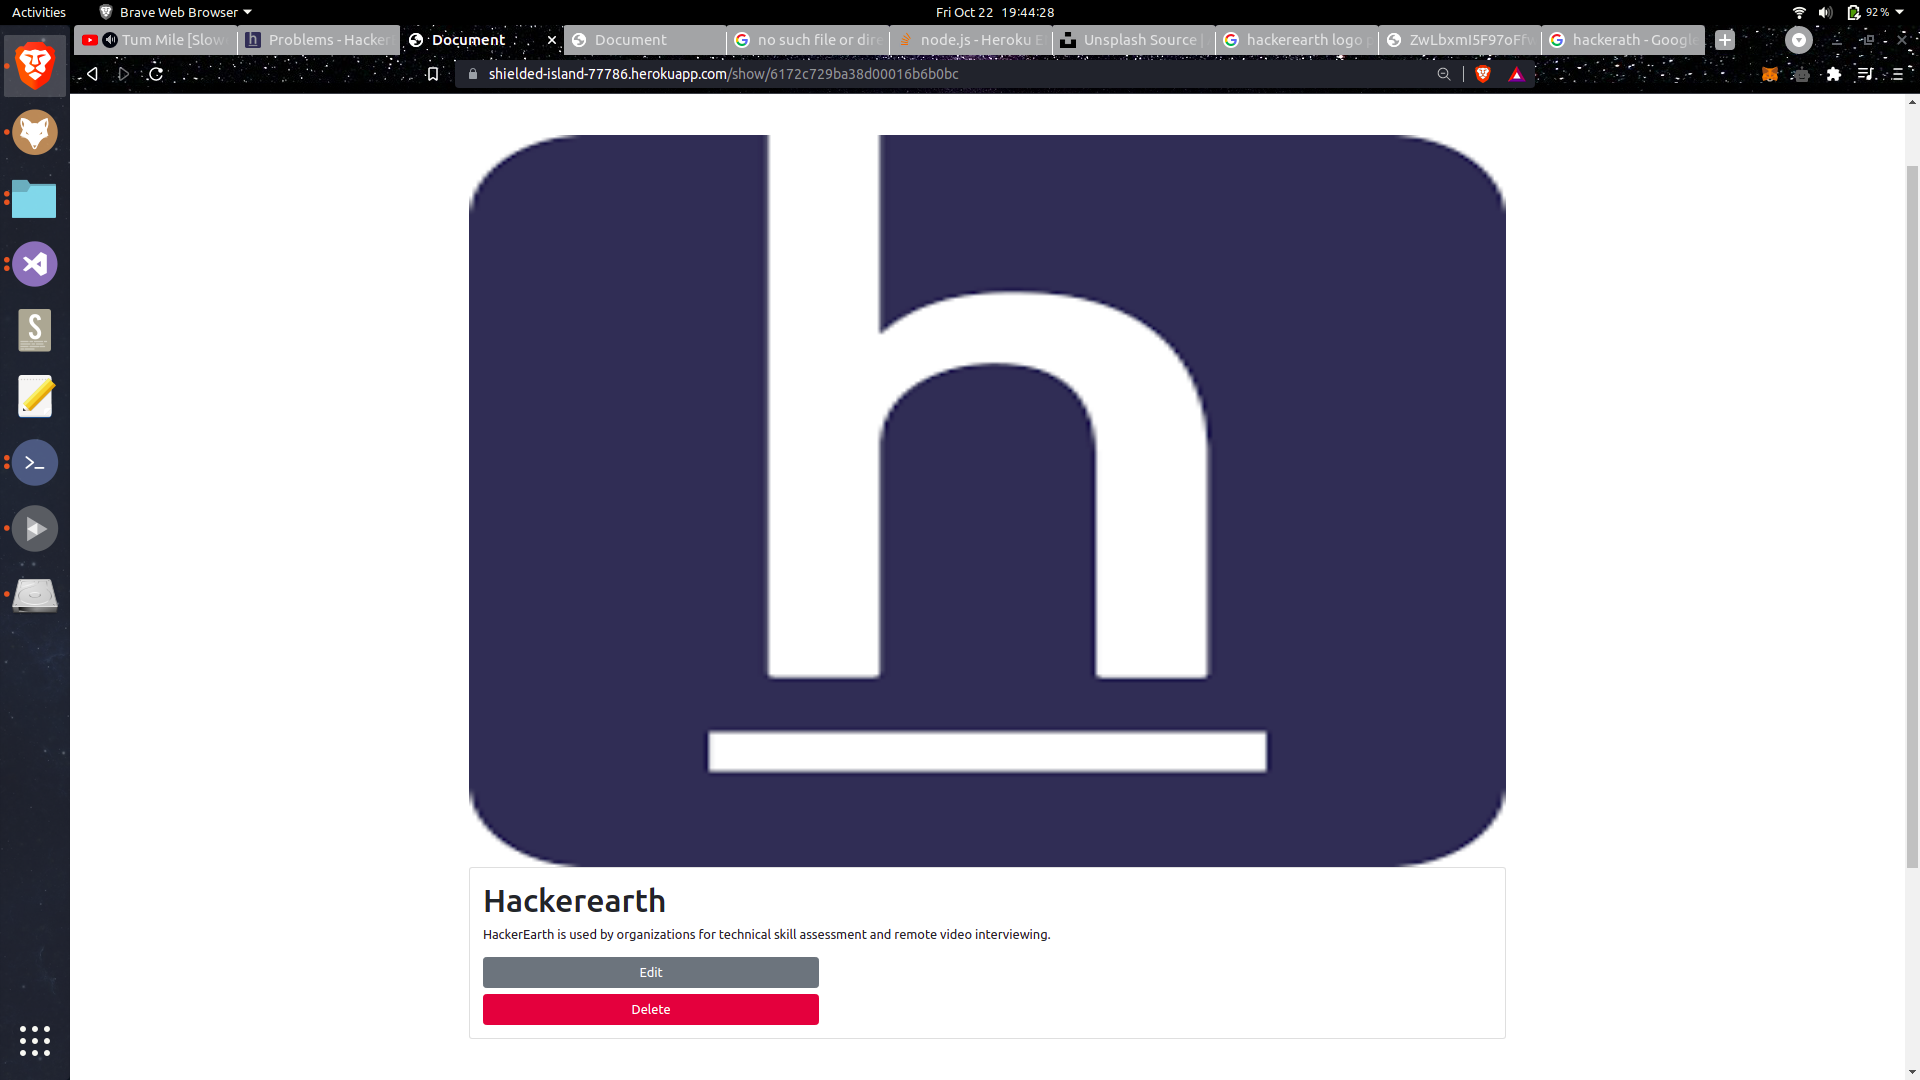 Activities
Brave Web Browser
Fri Oct 22 19:44:28
92%
Tum Mile [Slow
Problems - Hacker
Document
Document
no such file or dire
node.js - Heroku E
Unsplash Source |
hackerearth logo p
ZwLbxmI5F97oFfw
hackerath - Google
shielded-island-77786.herokuapp.com/show/6172c729ba38d00016b6b0bc
h
Hackerearth
HackerEarth is used by organizations for technical skill assessment and remote video interviewing.
Edit
Delete